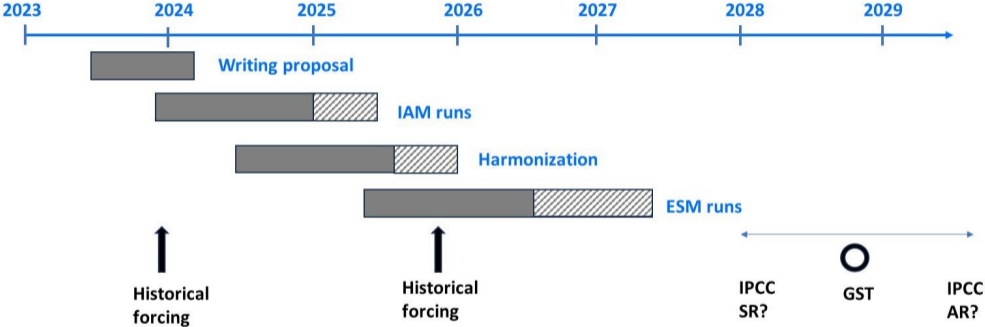 2023 2024 2025 2026 2027 2028 2029
Writing proposal
IAM runs
Harmonization
ESM runs
Historical
forcing
Historical
forcing
IPCC
SR?
GST
IPCC
AR?